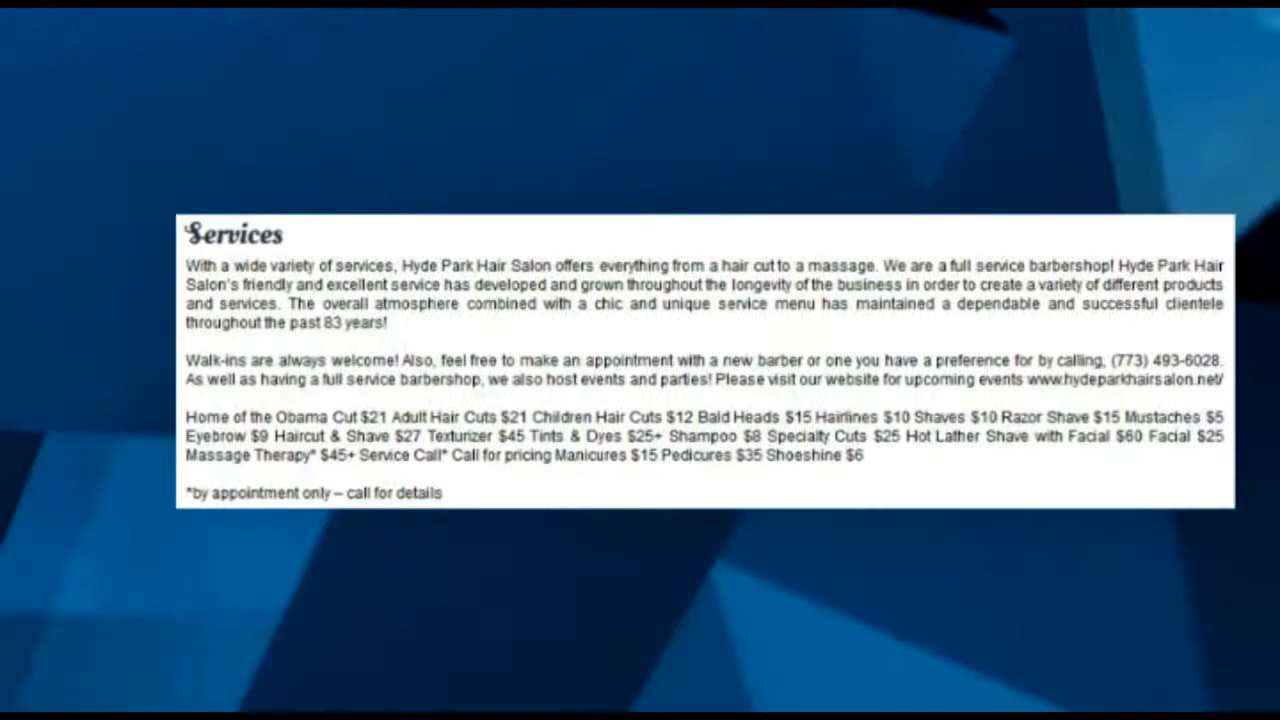 Services
With a wide variety of services, Hyde Park Hair Salon offers everything from a hair cut to a massage. We are a full service barbershop! Hyde Park Hair
Salon's friendly and excellent service has developed and grown throughout the longevity of the business in order to create a variety of different products
and services. The overall atmosphere combined with a chic and unique service menu has maintained a dependable and successful clientele
throughout the past 83 years!
Walk-ins are always welcome! Also, feel free to make an appointment with a new barber or one you have a preference for by calling, (773) 493-6028.
As well as having a full service barbershop, we also host events and parties! Please visit our website for upcoming events www.hydeparkhairsalon.net/
Home of the Obama Cut $21 Adult Hair Cuts $21 Children Hair Cuts $12 Bald Heads $15 Hairlines $10 Shaves $10 Razor Shave $15 Mustaches $5
Eyebrow $9 Haircut & Shave $27 Texturizer $45 Tints & Dyes $25+ Shampoo $8 Specialty Cuts $25 Hot Lather Shave with Facial $60 Facial $25
Massage Therapy* $45+ Service Call* Call for pricing Manicures $15 Pedicures $35 Shoeshine $6
*by appointment only – call for details